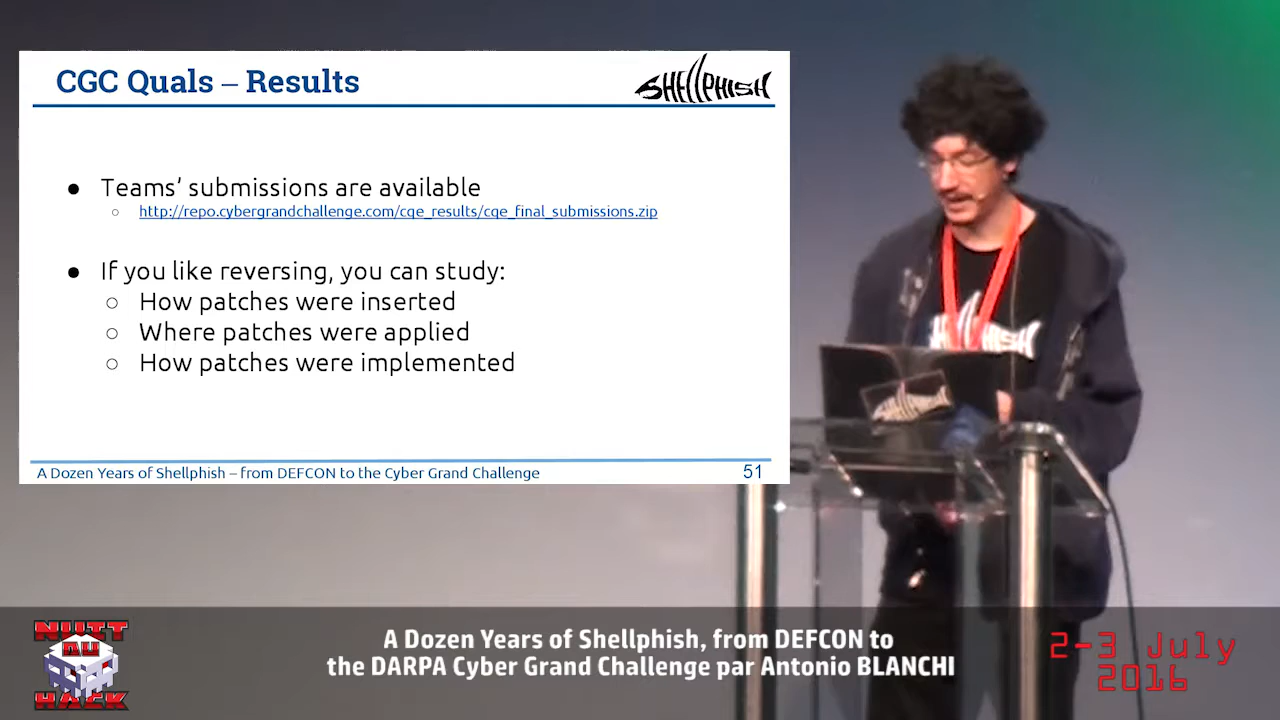 CGC Quals – Results
SHELLPHISH
● Teams’ submissions are available
○ http://repo.cybergrandchallenge.com/cqe_results/cqe_final_submissions.zip
● If you like reversing, you can study:
○ How patches were inserted
○ Where patches were applied
○ How patches were implemented
A Dozen Years of Shellphish – from DEFCON to the Cyber Grand Challenge
51
NUIT
DU
HACK
A Dozen Years of Shellphish, from DEFCON to
the DARPA Cyber Grand Challenge par Antonio BLANCHI
2-3 July
2016